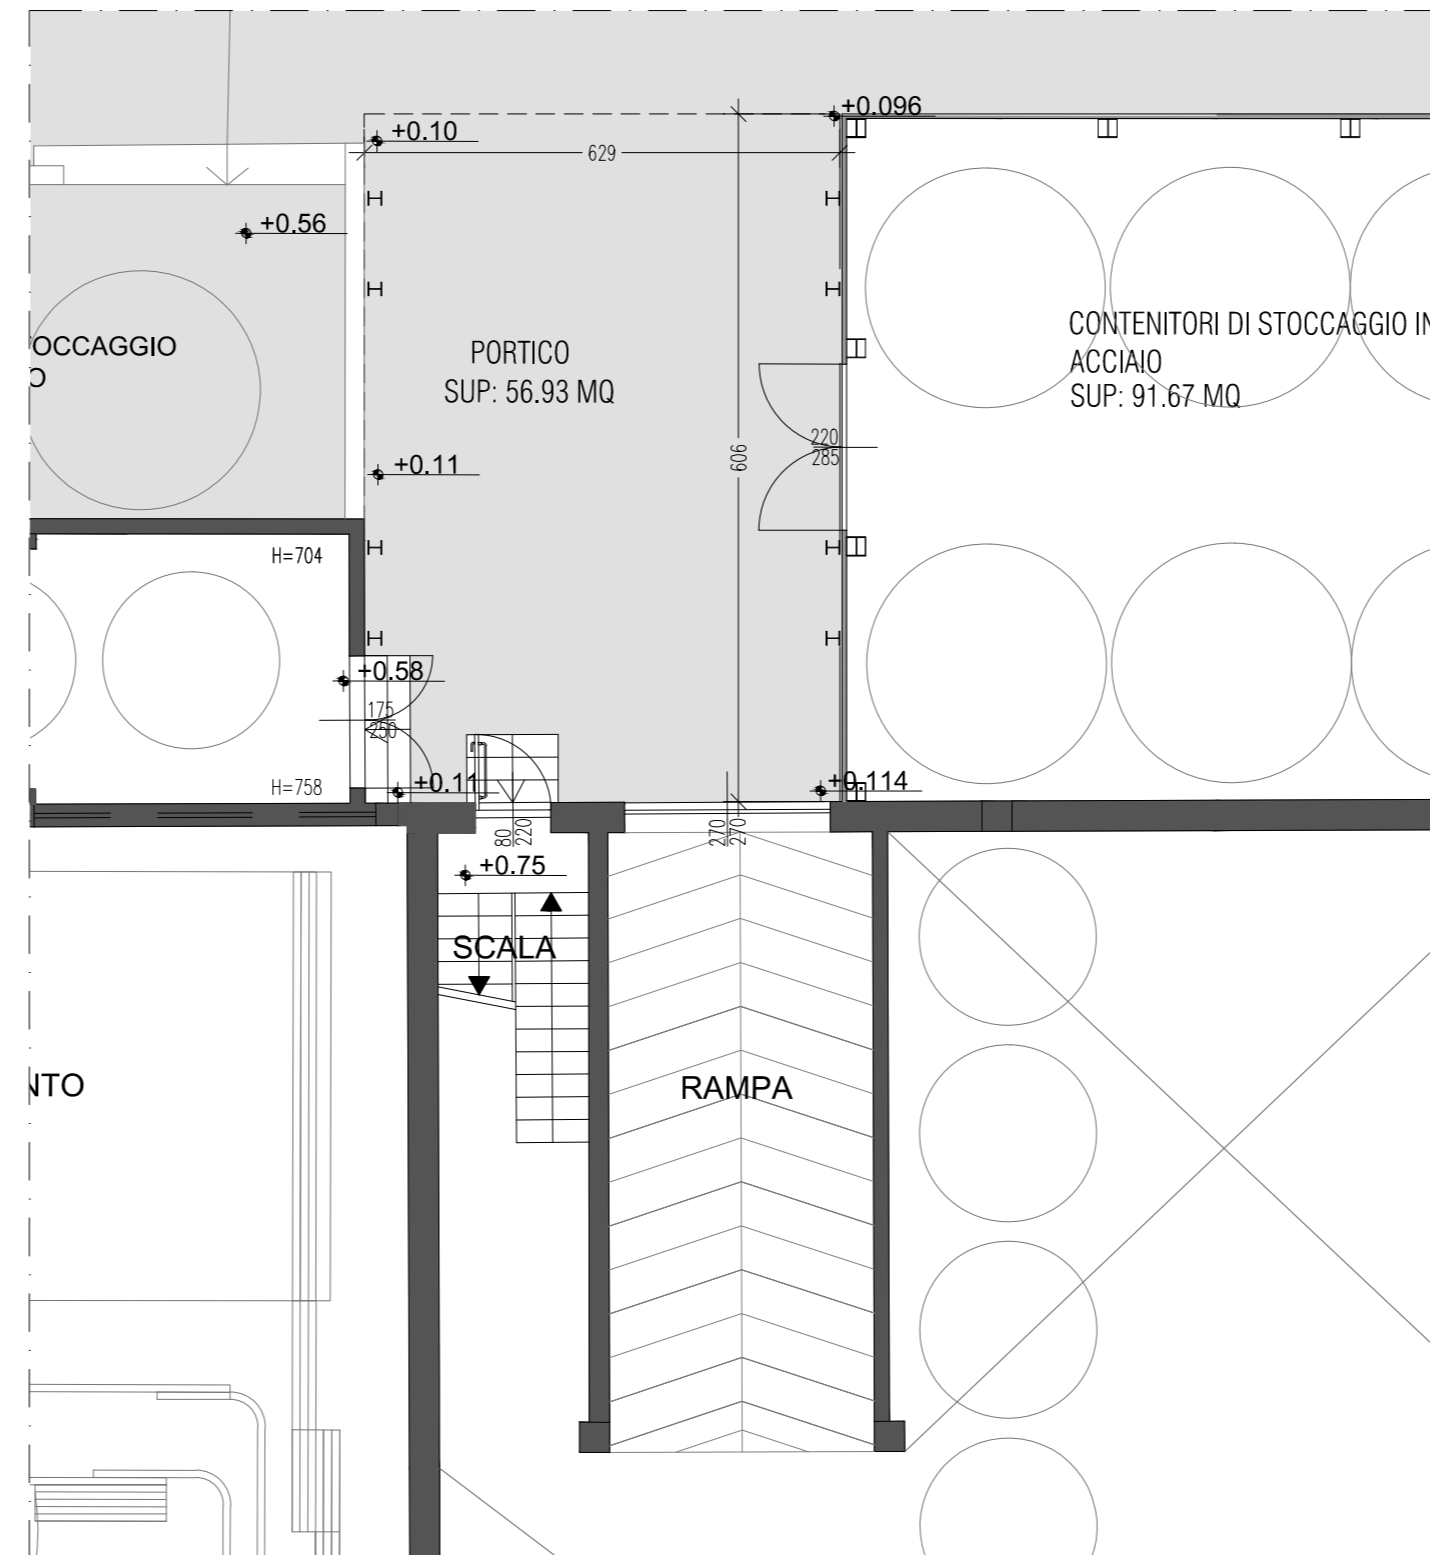 +0.096
+0.10
629
+0.56
OCCAGGIO
O
PORTICO
SUP: 56.93 MQ
CONTENITORI DI STOCCAGGIO IN
ACCIAIO
SUP: 91.67 MQ
220
285
606
+0.11
H=704
+0.58
175
250
H=758
+0.11
+0.114
80
220
270
270
+0.75
SCALA
RAMPA
NTO